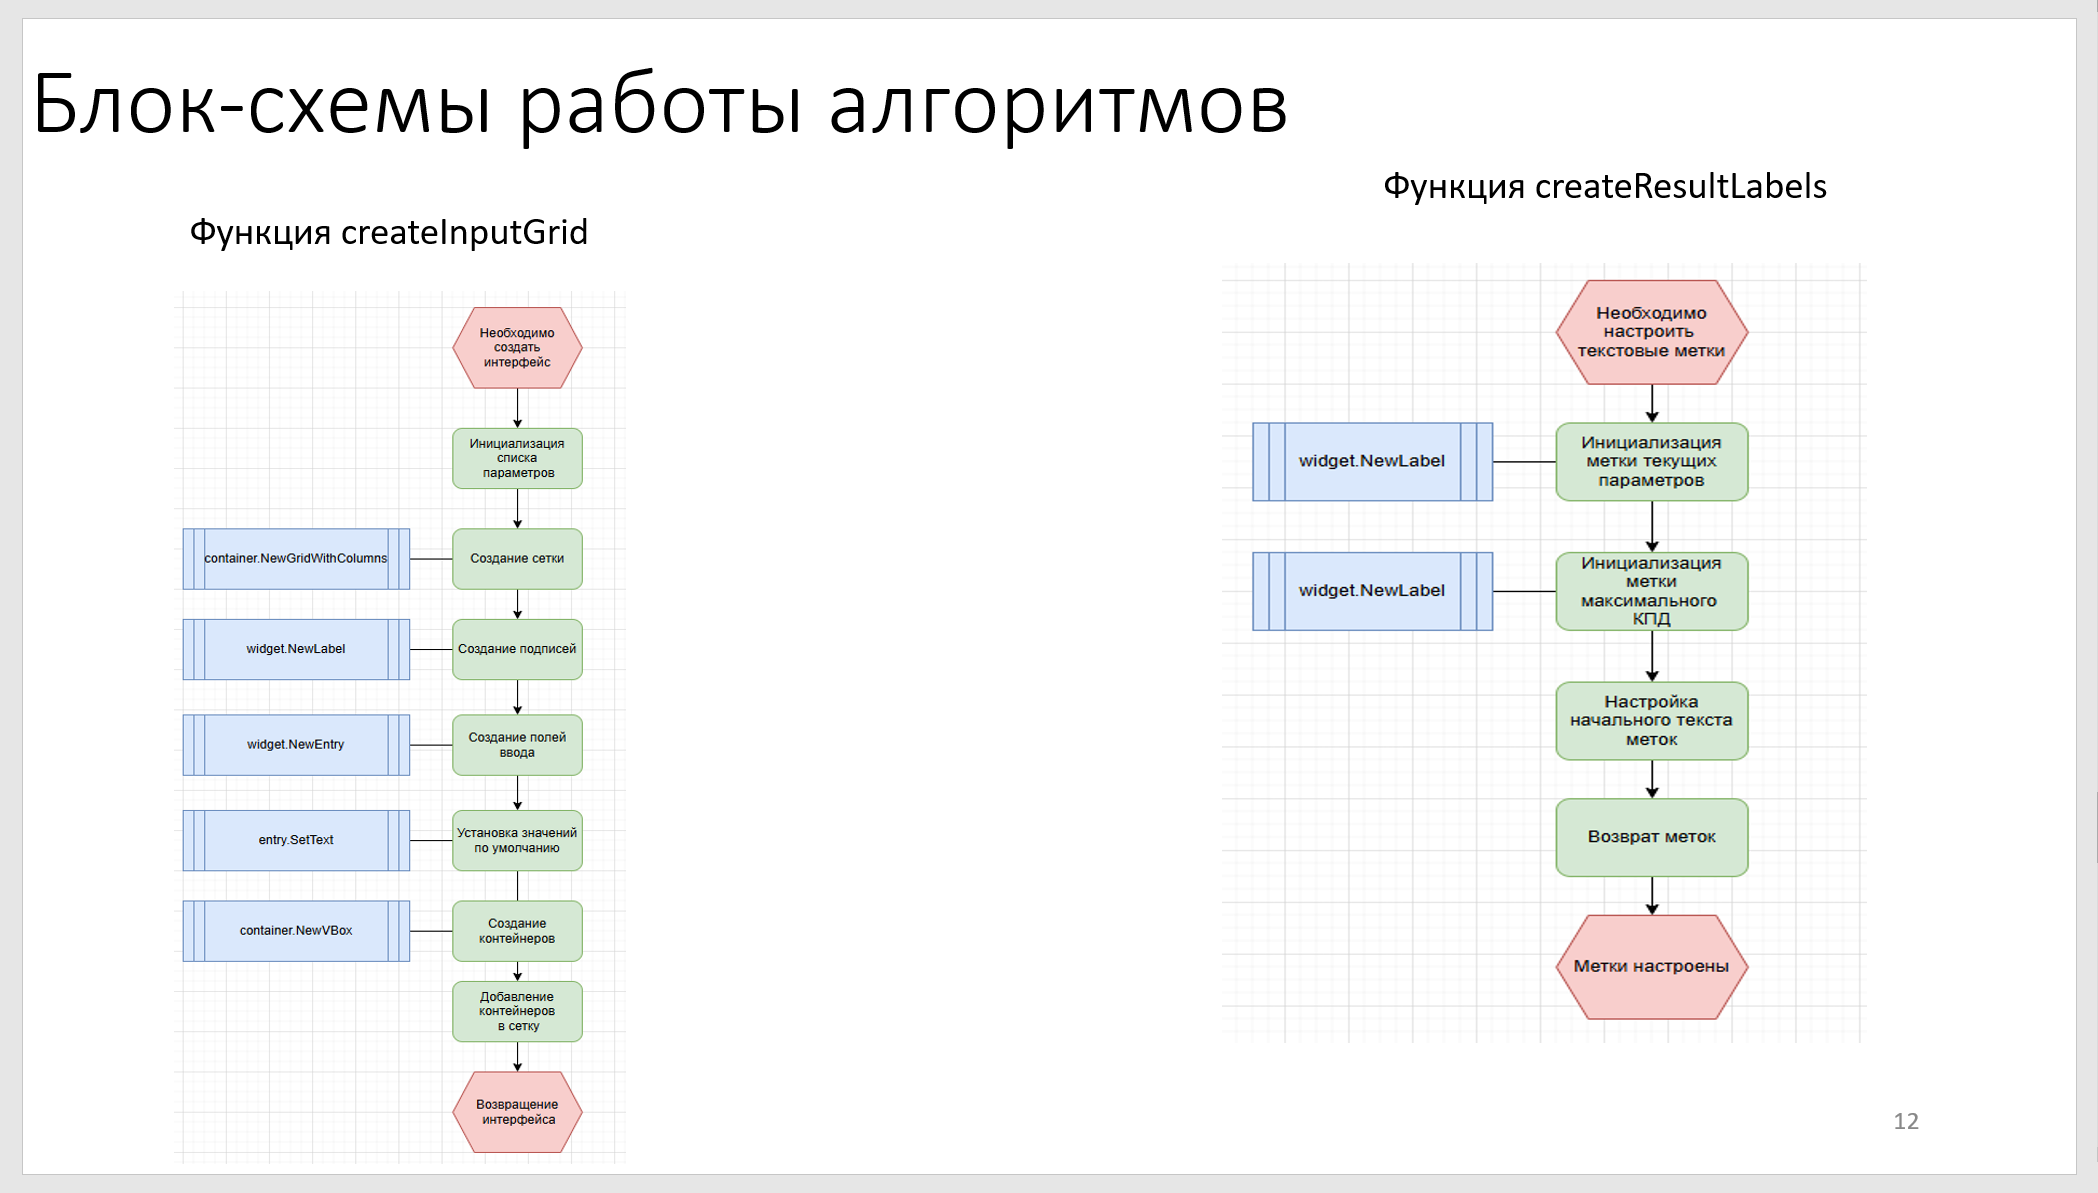 Блок-схемы работы алгоритмов
Функция createInputGrid
Необходимо
создать
интерфейс
Инициализация
списка
параметров
container.NewGridWithColumns
Создание сетки
widget.NewLabel
Создание подписей
widget.NewEntry
Создание полей
ввода
entry.SetText
Установка значений
по умолчанию
container.NewVBox
Создание
контейнеров
Добавление
контейнеров
в сетку
Возвращение
интерфейса
Функция createResultLabels
Необходимо
настроить
текстовые метки
widget.NewLabel
Инициализация
метки текущих
параметров
widget.NewLabel
Инициализация
метки
максимального
КПД
Настройка
начального текста
меток
Возврат меток
Метки настроены
12